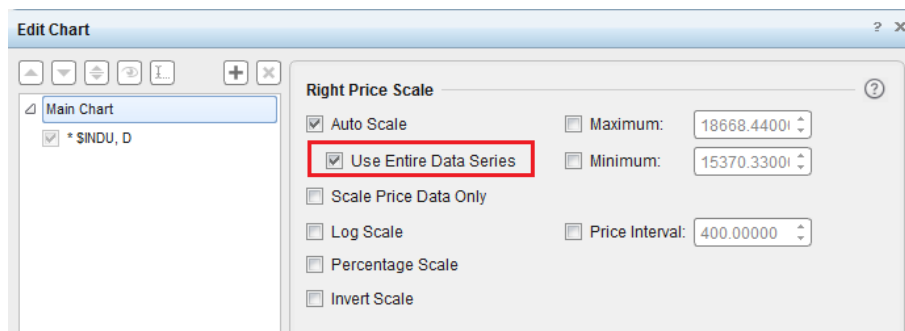 Edit Chart
? X
Main Chart
* $INDU, D
Right Price Scale
?
Auto Scale
Maximum: 18668.4400
Use Entire Data Series
Minimum: 15370.3300
Scale Price Data Only
Log Scale
Price Interval: 400.00000
Percentage Scale
Invert Scale